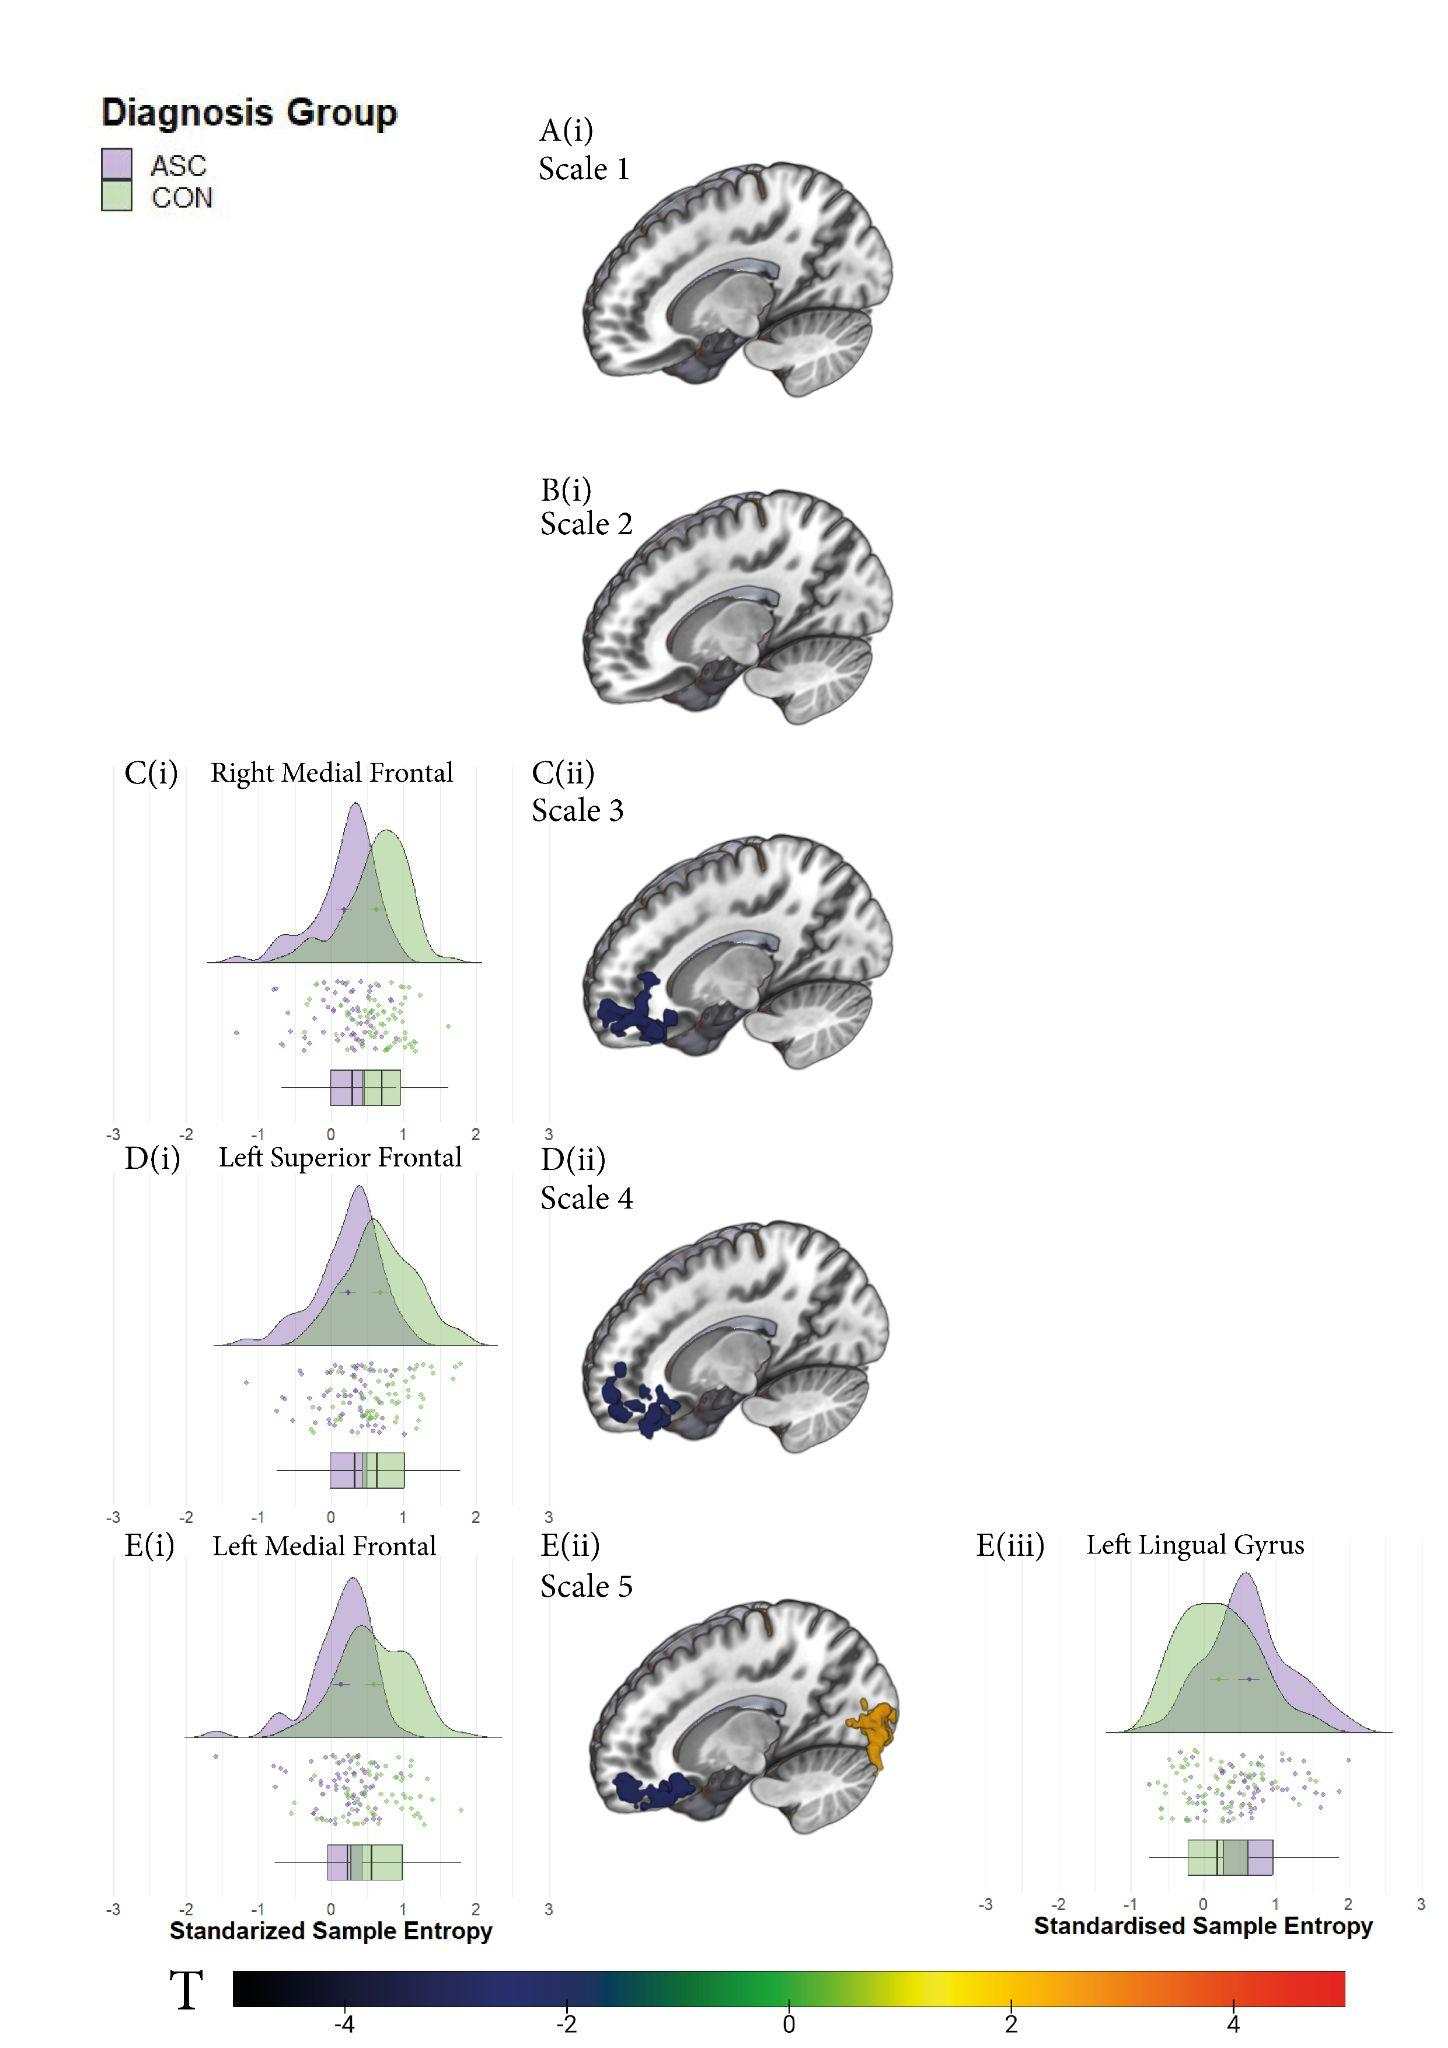 Diagnosis Group
ASC
CON
A(i)
Scale 1
B(i)
Scale 2
C(i) Right Medial Frontal
C(ii)
Scale 3
-3 -2 -1 0 1 2 3
D(i) Left Superior Frontal
D(ii)
Scale 4
-3 -2 -1 0 1 2 3
E(i) Left Medial Frontal
E(ii)
Scale 5
E(iii) Left Lingual Gyrus
-3 -2 -1 0 1 2 3
Standarized Sample Entropy
-3 -2 -1 0 1 2 3
Standardised Sample Entropy
T
-4 -2 0 2 4